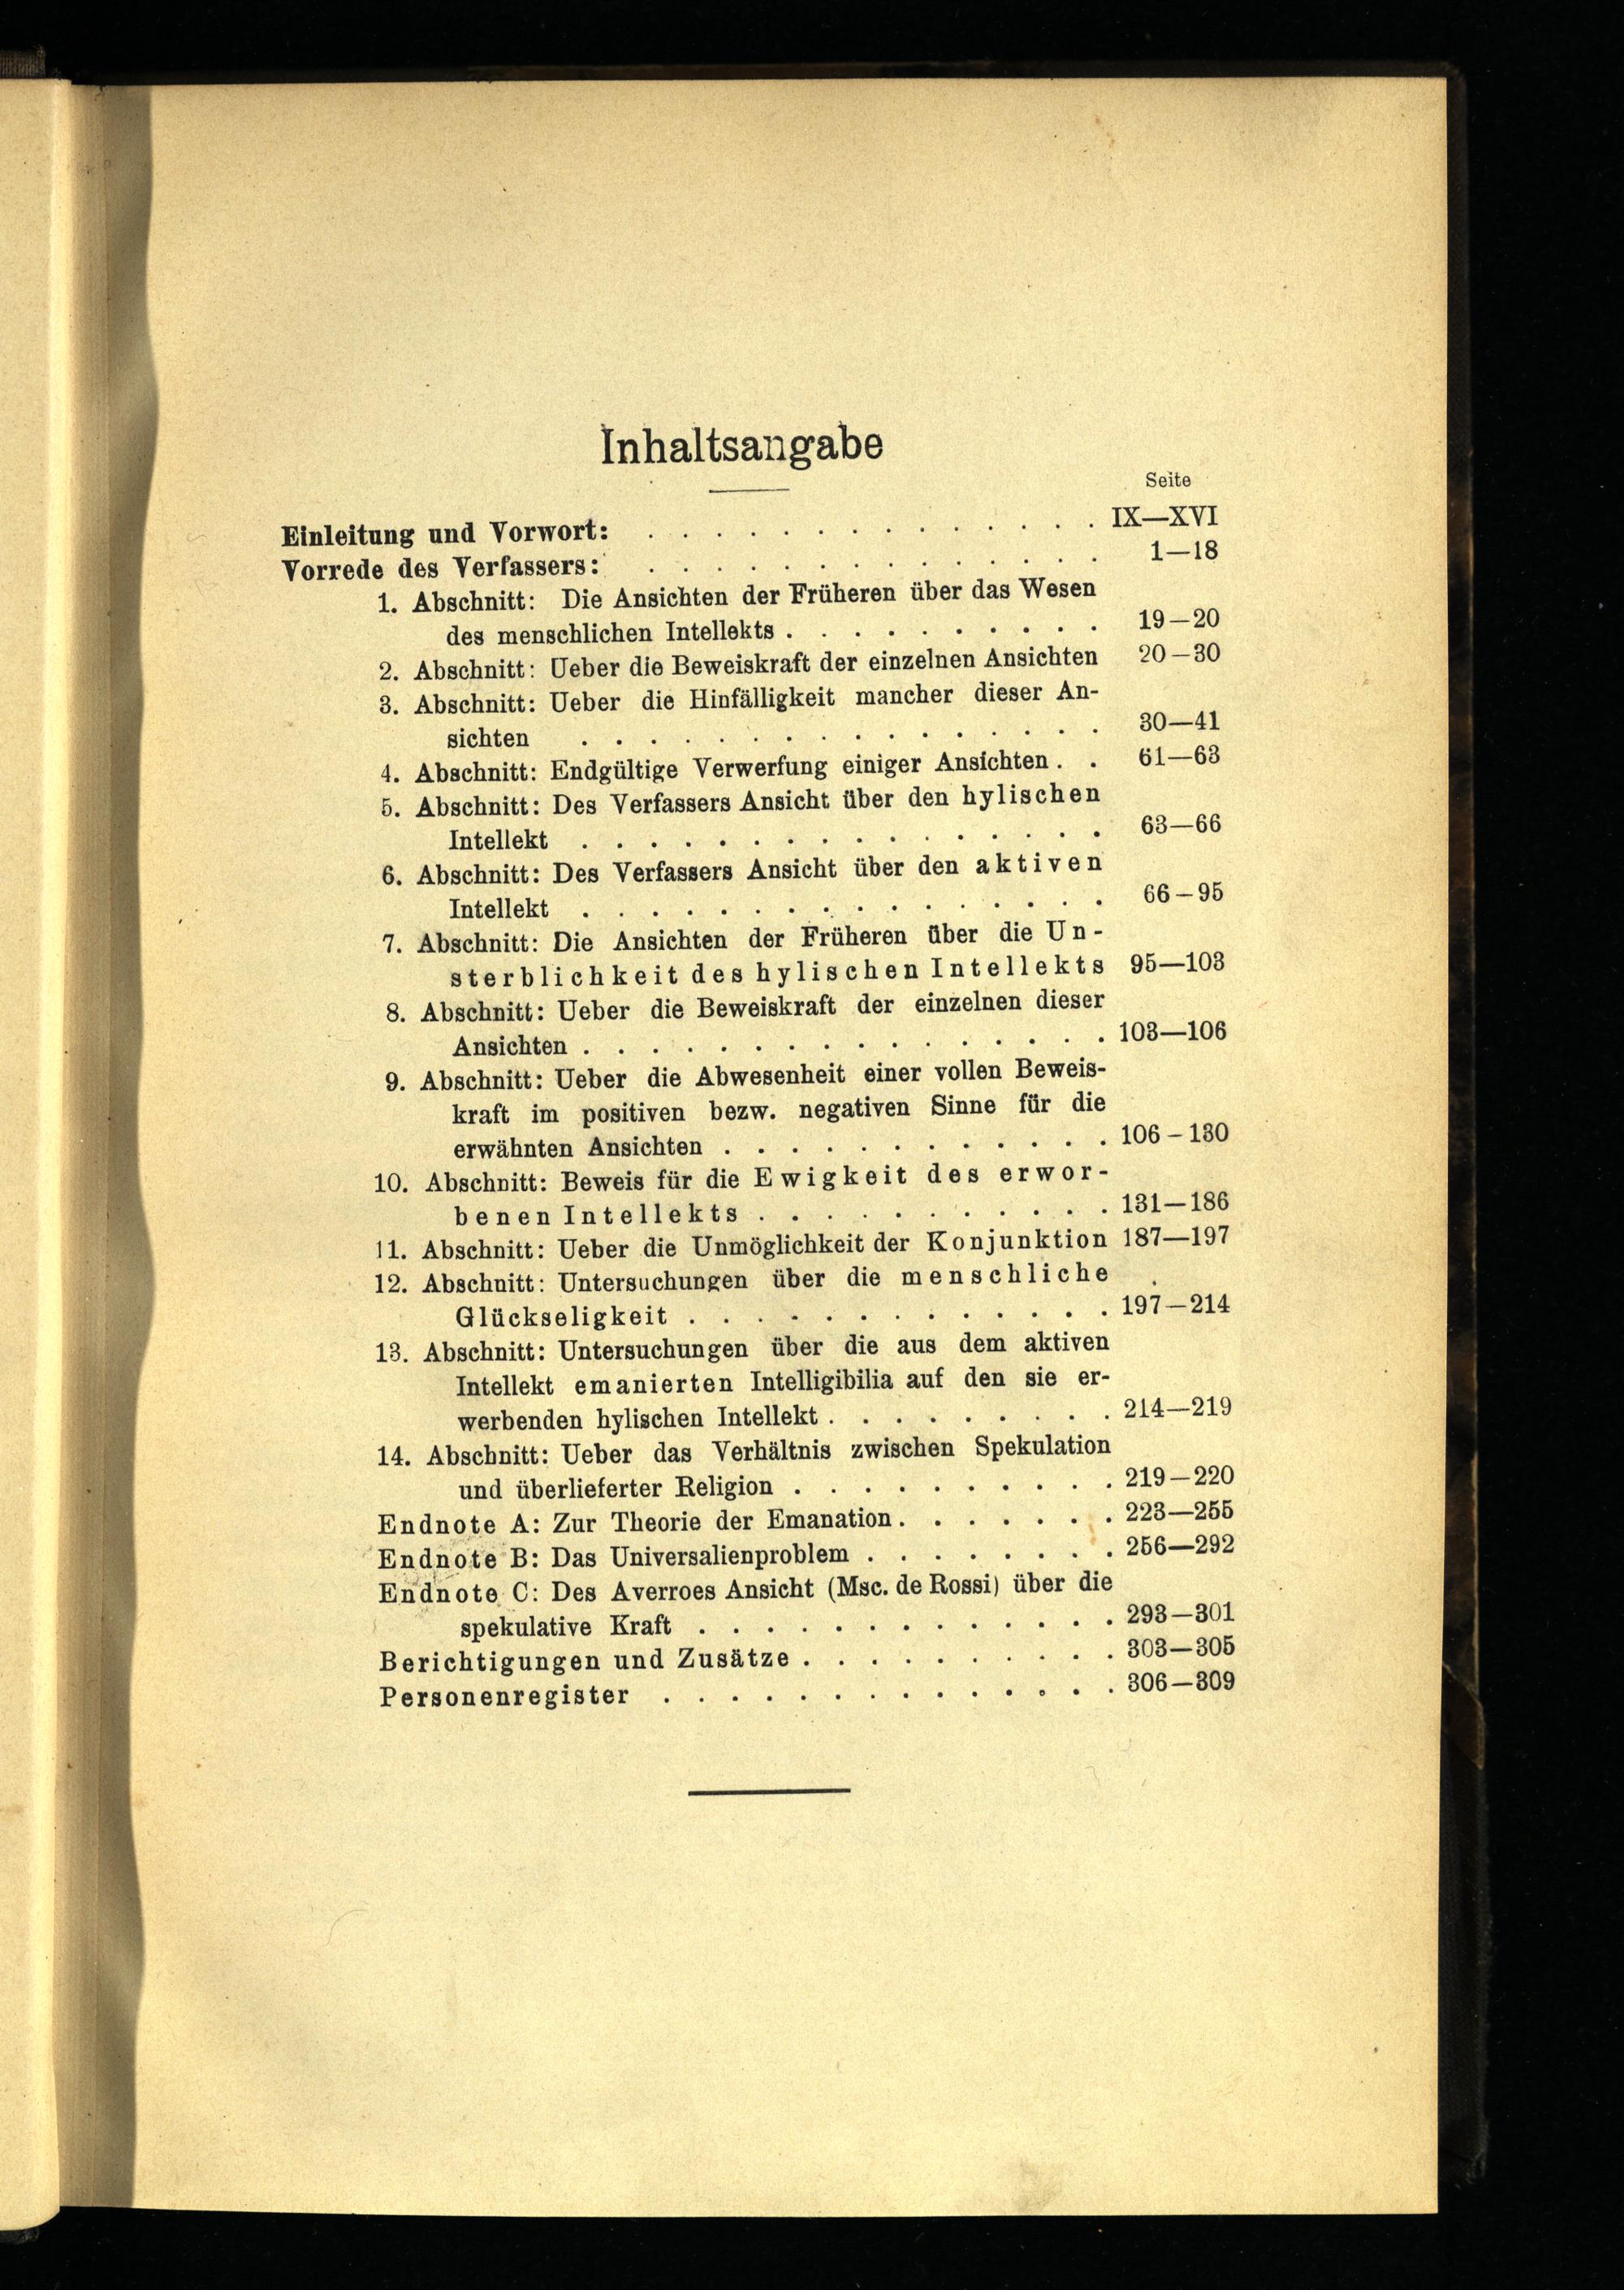 Inhaltsangabe
Seite
Einleitung und Vorwort: . . . . . . . . . . . . . . IX—XVI
Vorrede des Verfassers: . . . . . . . . . . . . . . 1—18
1. Abschnitt: Die Ansichten der Früheren über das Wesen
des menschlichen Intellekts . . . . . . . . . . 19—20
2. Abschnitt: Ueber die Beweiskraft der einzelnen Ansichten 20—30
3. Abschnitt: Ueber die Hinfälligkeit mancher dieser An-
sichten . . . . . . . . . . . . . . . . 30—41
4. Abschnitt: Endgültige Verwerfung einiger Ansichten . . 61—63
5. Abschnitt: Des Verfassers Ansicht über den hylischen
Intellekt . . . . . . . . . . . . . . . . 63—66
6. Abschnitt: Des Verfassers Ansicht über den aktiven
Intellekt . . . . . . . . . . . . . . . . 66—95
7. Abschnitt: Die Ansichten der Früheren über die Un-
sterblichkeit des hylischen Intellekts 95—103
8. Abschnitt: Ueber die Beweiskraft der einzelnen dieser
Ansichten . . . . . . . . . . . . . . . . 103—106
9. Abschnitt: Ueber die Abwesenheit einer vollen Beweis-
kraft im positiven bezw. negativen Sinne für die
erwähnten Ansichten . . . . . . . . . . . . 106—130
10. Abschnitt: Beweis für die Ewigkeit des erwor-
benen Intellekts . . . . . . . . . . . 131—186
11. Abschnitt: Ueber die Unmöglichkeit der Konjunktion 187—197
12. Abschnitt: Untersuchungen über die menschliche
Glückseligkeit . . . . . . . . . . . . . 197—214
13. Abschnitt: Untersuchungen über die aus dem aktiven
Intellekt emanierten Intelligibilia auf den sie er-
werbenden hylischen Intellekt . . . . . . . . . 214—219
14. Abschnitt: Ueber das Verhältnis zwischen Spekulation
und überlieferter Religion . . . . . . . . . . 219—220
Endnote A: Zur Theorie der Emanation . . . . . . . 223—255
Endnote B: Das Universalienproblem . . . . . . . . 256—292
Endnote C: Des Averroes Ansicht (Msc. de Rossi) über die
spekulative Kraft . . . . . . . . . . . . . 293—301
Berichtigungen und Zusätze . . . . . . . . . . 303—305
Personenregister . . . . . . . . . . . . . . 306—309